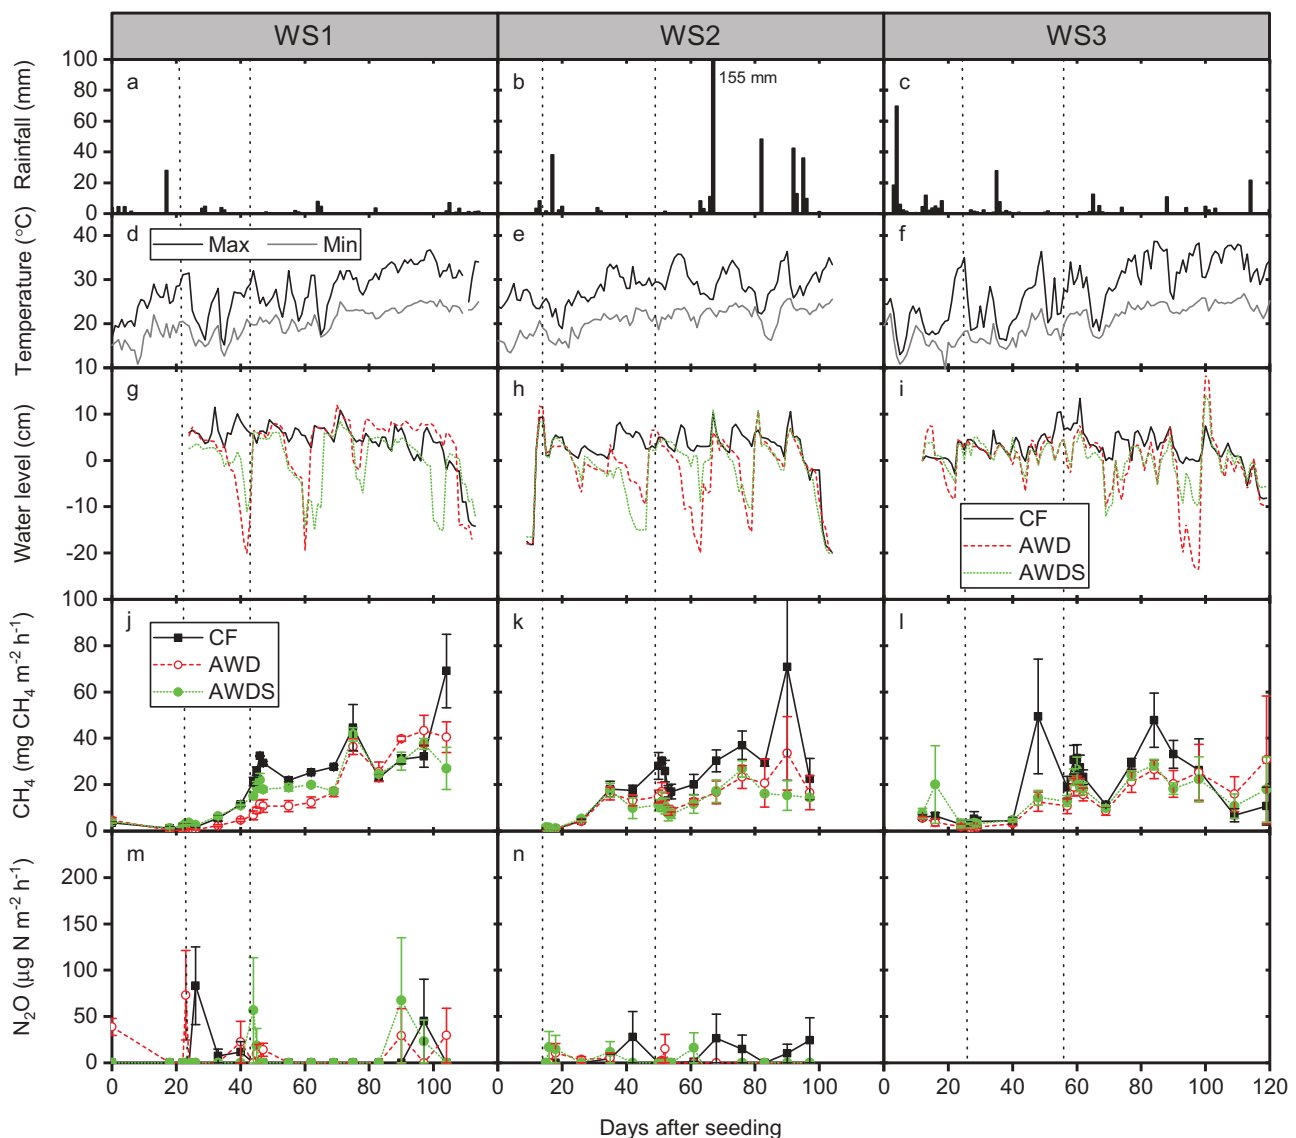 WS1 WS2 WS3
Rainfall (mm)
100
80
60
40
20
0
a
b
155 mm
c
Temperature (°C)
40
30
20
10
d
Max Min
e
f
Water level (cm)
10
0
-10
-20
g
h
i
CF
AWD
AWDS
CH4 (mg CH4 m-2 h-1)
100
80
60
40
20
0
j
CF
AWD
AWDS
k
l
N2O (µg N m-2 h-1)
200
150
100
50
0
m
n
0 20 40 60 80 100 0 20 40 60 80 100 0 20 40 60 80 100 120
Days after seeding